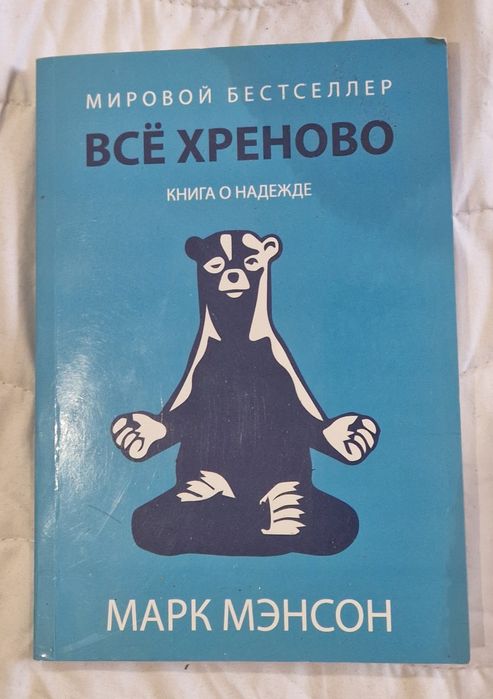 МИРОВОЙ БЕСТСЕЛЛЕР
ВСЁ ХРЕНОВО
КНИГА О НАДЕЖДЕ
МАРК МЭНСОН